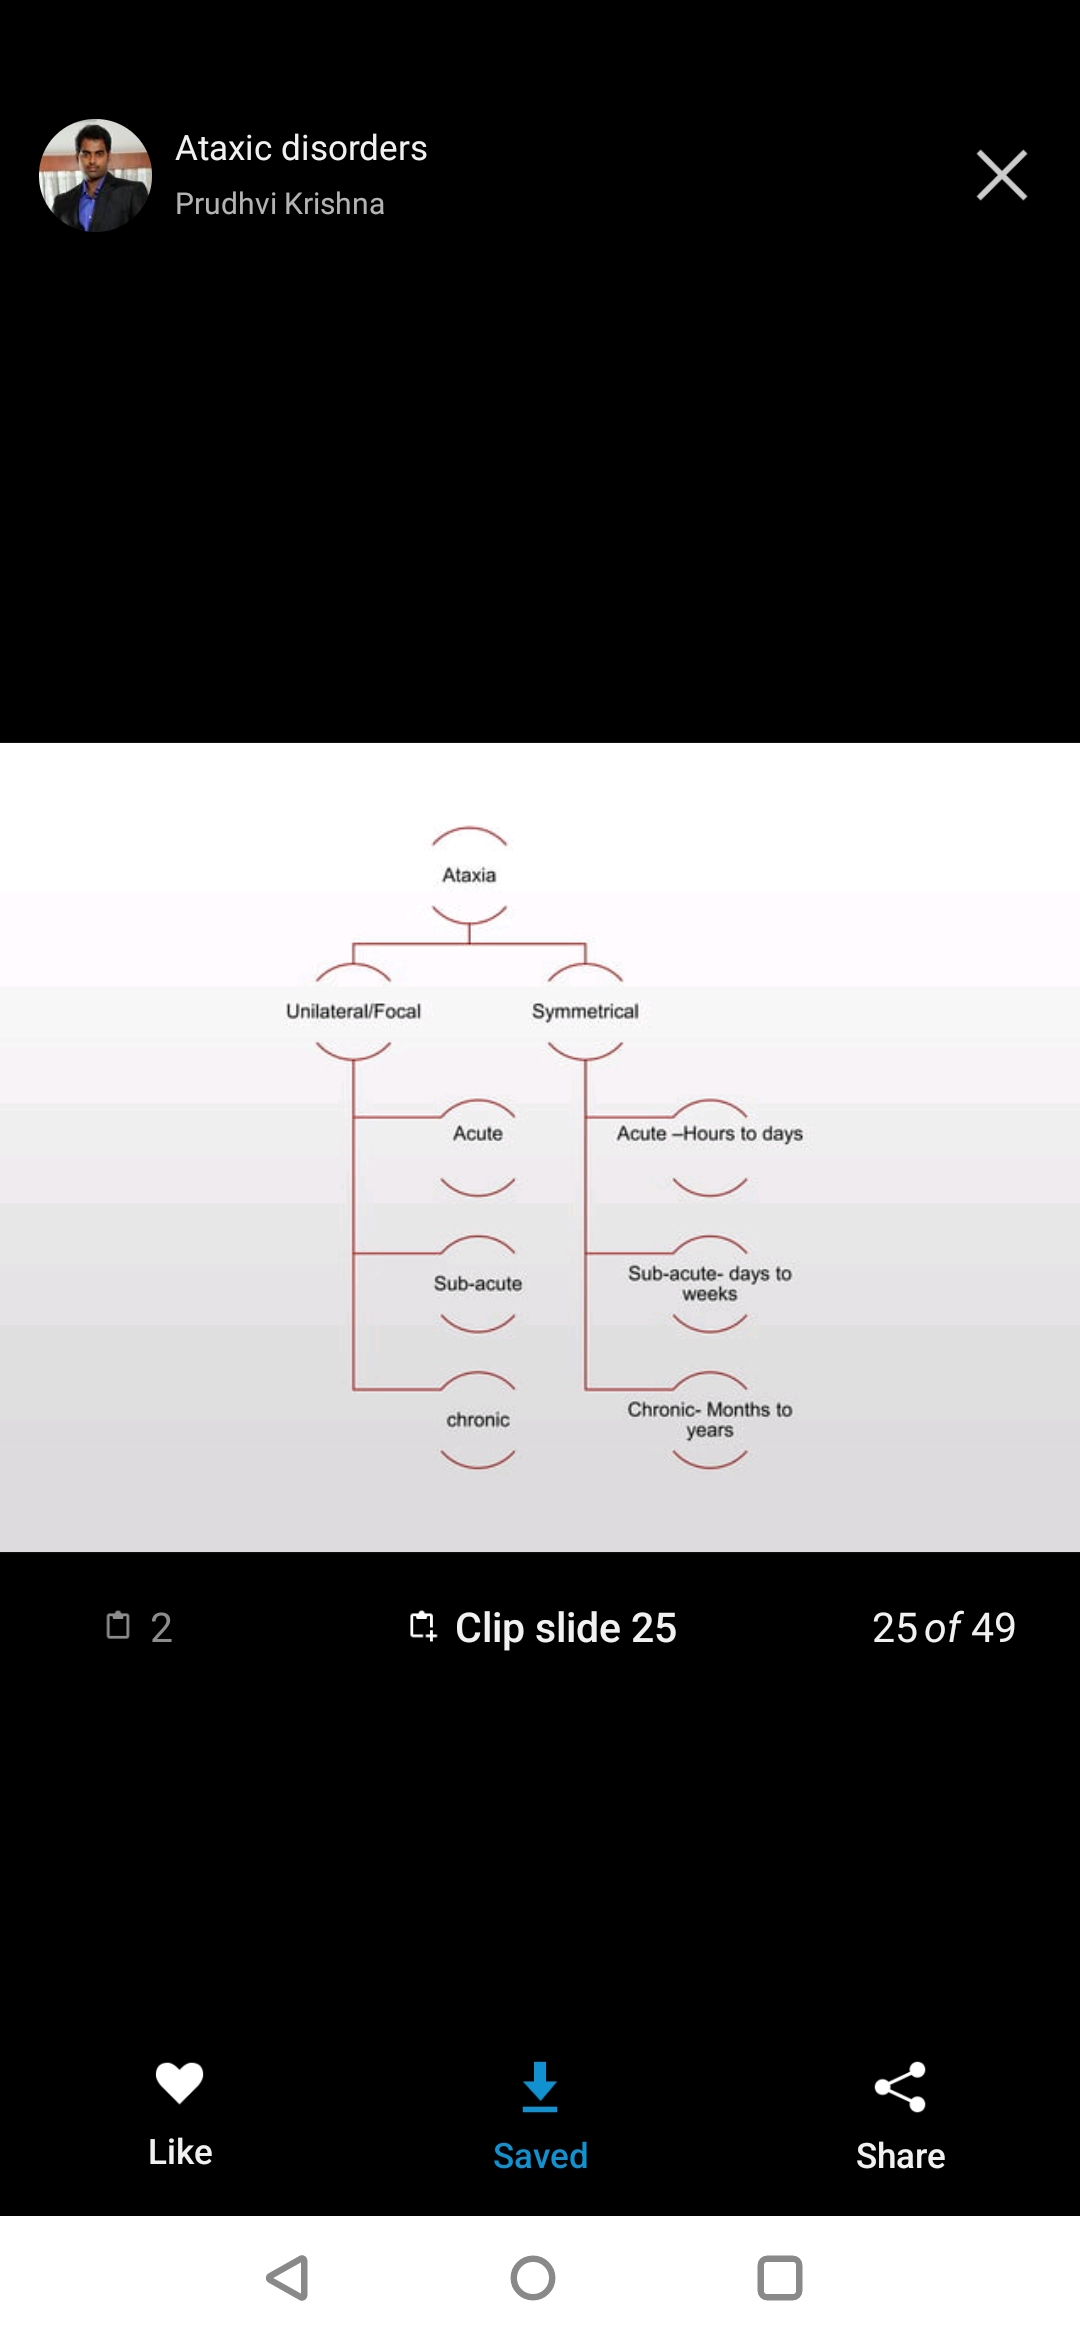 Ataxic disorders
Prudhvi Krishna
Ataxia
Unilateral/Focal
Symmetrical
Acute
Acute –Hours to days
Sub-acute
Sub-acute- days to
weeks
chronic
Chronic- Months to
years
2
Clip slide 25
25 of 49
Like
Saved
Share